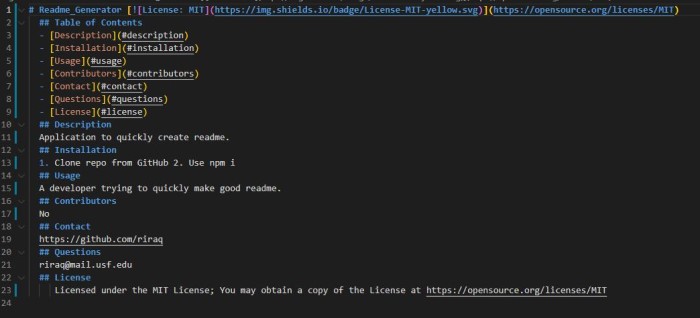 1 # Readme_Generator [![License: MIT](https://img.shields.io/badge/License-MIT-yellow.svg)](https://opensource.org/licenses/MIT)
2 ## Table of Contents
3 - [Description](#description)
4 - [Installation](#installation)
5 - [Usage](#usage)
6 - [Contributors](#contributors)
7 - [Contact](#contact)
8 - [Questions](#questions)
9 - [License](#license)
10 ## Description
11 Application to quickly create readme.
12 ## Installation
13 1. Clone repo from GitHub 2. Use npm i
14 ## Usage
15 A developer trying to quickly make good readme.
16 ## Contributors
17 No
18 ## Contact
19 https://github.com/riraq
20 ## Questions
21 riraq@mail.usf.edu
22 ## License
23 Licensed under the MIT License; You may obtain a copy of the License at https://opensource.org/licenses/MIT
24